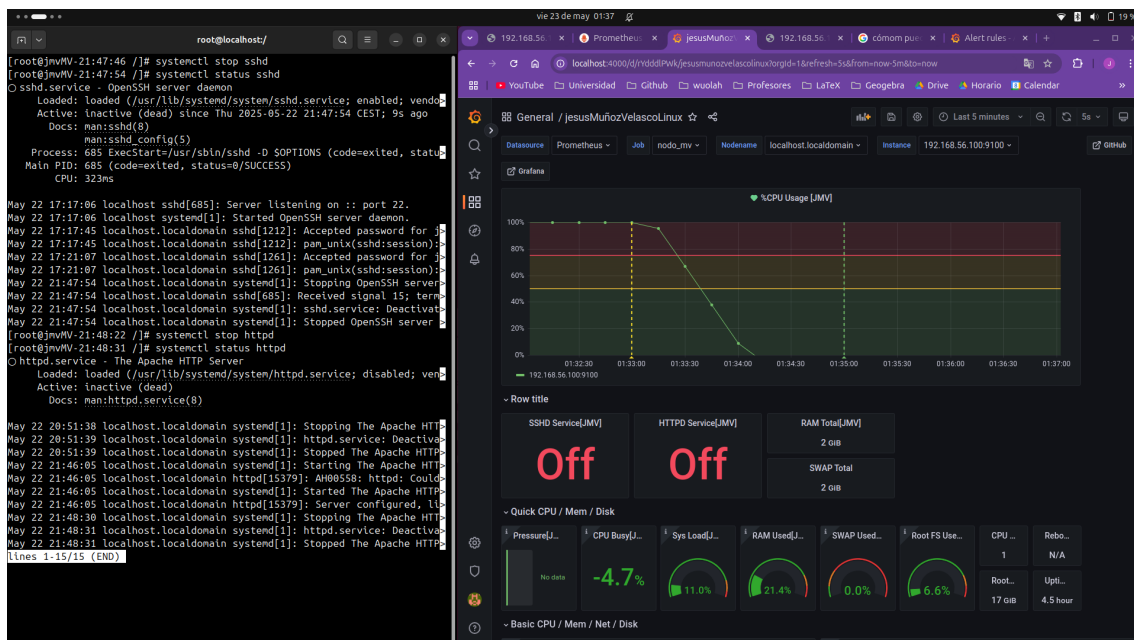 vie 23 de may 01:37
19 %
root@localhost:/
[root@jmvMV-21:47:46 /]# systemctl stop sshd
[root@jmvMV-21:47:54 /]# systemctl status sshd
○ sshd.service - OpenSSH server daemon
Loaded: loaded (/usr/lib/systemd/system/sshd.service; enabled; vendo>
Active: inactive (dead) since Thu 2025-05-22 21:47:54 CEST; 9s ago
Docs: man:sshd(8)
man:sshd_config(5)
Process: 685 ExecStart=/usr/sbin/sshd -D $OPTIONS (code=exited, statu>
Main PID: 685 (code=exited, status=0/SUCCESS)
CPU: 323ms
May 22 17:17:06 localhost sshd[685]: Server listening on :: port 22.
May 22 17:17:06 localhost systemd[1]: Started OpenSSH server daemon.
May 22 17:17:45 localhost.localdomain sshd[1212]: Accepted password for j>
May 22 17:17:45 localhost.localdomain sshd[1212]: pam_unix(sshd:session):>
May 22 17:21:07 localhost.localdomain sshd[1261]: Accepted password for j>
May 22 17:21:07 localhost.localdomain sshd[1261]: pam_unix(sshd:session):>
May 22 21:47:54 localhost.localdomain systemd[1]: Stopping OpenSSH server>
May 22 21:47:54 localhost.localdomain sshd[685]: Received signal 15; term>
May 22 21:47:54 localhost.localdomain systemd[1]: sshd.service: Deactivat>
May 22 21:47:54 localhost.localdomain systemd[1]: Stopped OpenSSH server >
[root@jmvMV-21:48:22 /]# systemctl stop httpd
[root@jmvMV-21:48:31 /]# systemctl status httpd
○ httpd.service - The Apache HTTP Server
Loaded: loaded (/usr/lib/systemd/system/httpd.service; disabled; ven>
Active: inactive (dead)
Docs: man:httpd.service(8)
May 22 20:51:38 localhost.localdomain systemd[1]: Stopping The Apache HTT>
May 22 20:51:39 localhost.localdomain systemd[1]: httpd.service: Deactiva>
May 22 20:51:39 localhost.localdomain systemd[1]: Stopped The Apache HTTP>
May 22 21:46:05 localhost.localdomain systemd[1]: Starting The Apache HTT>
May 22 21:46:05 localhost.localdomain httpd[15379]: AH00558: httpd: Could>
May 22 21:46:05 localhost.localdomain systemd[1]: Started The Apache HTTP>
May 22 21:46:05 localhost.localdomain httpd[15379]: Server configured, li>
May 22 21:48:30 localhost.localdomain systemd[1]: Stopping The Apache HTT>
May 22 21:48:31 localhost.localdomain systemd[1]: httpd.service: Deactiva>
May 22 21:48:31 localhost.localdomain systemd[1]: Stopped The Apache HTTP>
lines 1-15/15 (END)
192.168.56. Prometheus jesusMuñoz 192.168.56. cómom pue Alert rules -
localhost:4000/d/rYdddlPWk/jesusmunozvelascolinux?orgId=1&refresh=5s&from=now-5m&to=now
YouTube Universidad Github wuolah Profesores LaTeX Geogebra Drive Horario Calendar
General / jesusMuñozVelascoLinux
Last 5 minutes
5s
Datasource Prometheus Job nodo_mv Nodename localhost.localdomain Instance 192.168.56.100:9100
GitHub
Grafana
%CPU Usage [JMV]
100%
80%
60%
40%
20%
0%
01:32:30 01:33:00 01:33:30 01:34:00 01:34:30 01:35:00 01:35:30 01:36:00 01:36:30 01:37:00
192.168.56.100:9100
Row title
SSHD Service[JMV]
Off
HTTPD Service[JMV]
Off
RAM Total[JMV]
2 GiB
SWAP Total
2 GiB
Quick CPU / Mem / Disk
Pressure[J...
No data
CPU Busy[J...
-4.7%
Sys Load[J...
11.0%
RAM Used[J...
21.4%
SWAP Used...
0.0%
Root FS Use...
6.6%
CPU ...
1
Rebo...
N/A
Root...
17 GiB
Upti...
4.5 hour
Basic CPU / Mem / Net / Disk